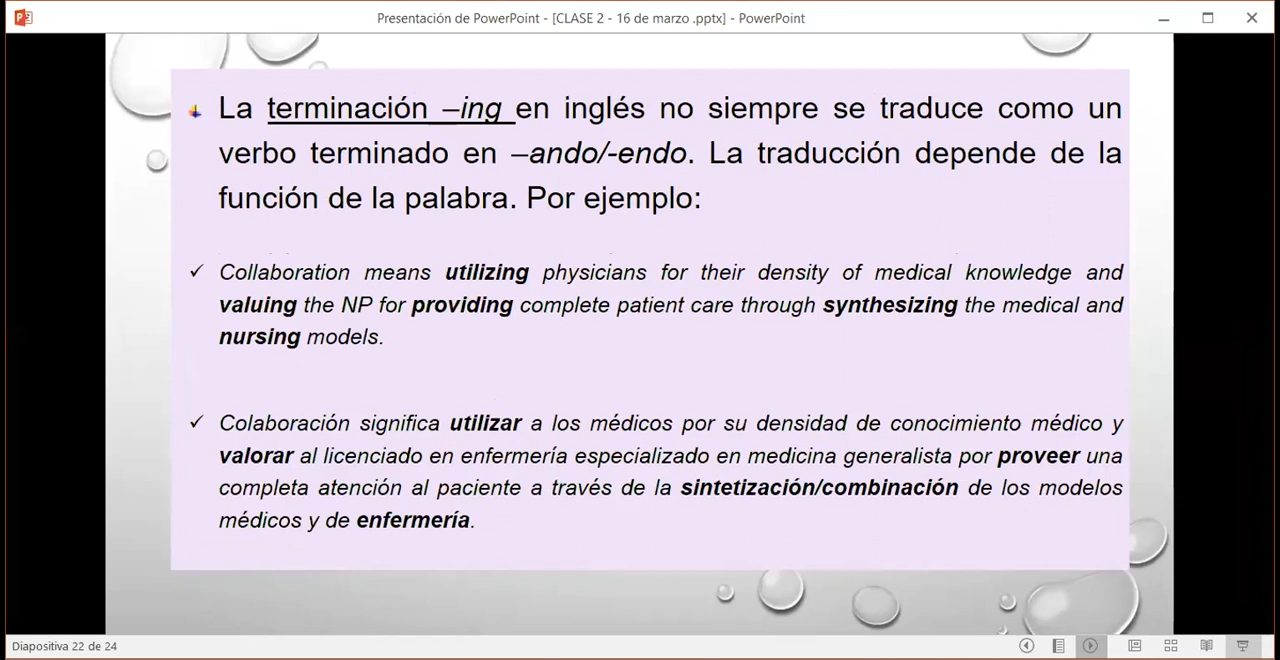 Presentación de PowerPoint - [CLASE 2 - 16 de marzo .pptx] - PowerPoint
La terminación –ing en inglés no siempre se traduce como un
verbo terminado en –ando/-endo. La traducción depende de la
función de la palabra. Por ejemplo:
Collaboration means utilizing physicians for their density of medical knowledge and
valuing the NP for providing complete patient care through synthesizing the medical and
nursing models.
Colaboración significa utilizar a los médicos por su densidad de conocimiento médico y
valorar al licenciado en enfermería especializado en medicina generalista por proveer una
completa atención al paciente a través de la sintetización/combinación de los modelos
médicos y de enfermería.
Diapositiva 22 de 24